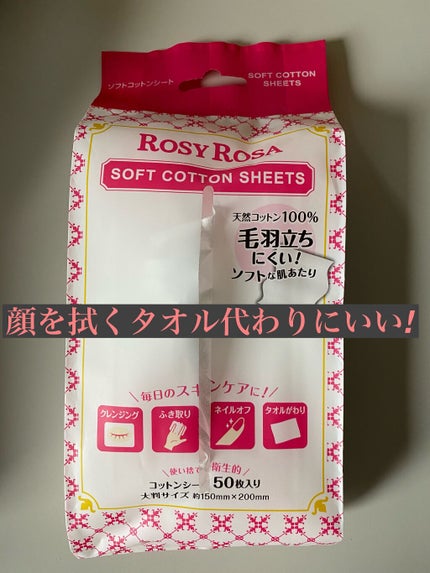 ソフトコットンシート
SOFT COTTON
SHEETS
ROSY ROSA
SOFT COTTON SHEETS
天然コットン100%
毛羽立ち
にくい!
ソフトな肌あたり
顔を拭くタオル代わりにいい!
毎日のスキンケアに!
クレンジング
ふき取り
ネイルオフ
タオルがわり
使い捨て 衛生的
コットンシー 50枚入り
大判サイズ 約150mm×200mm